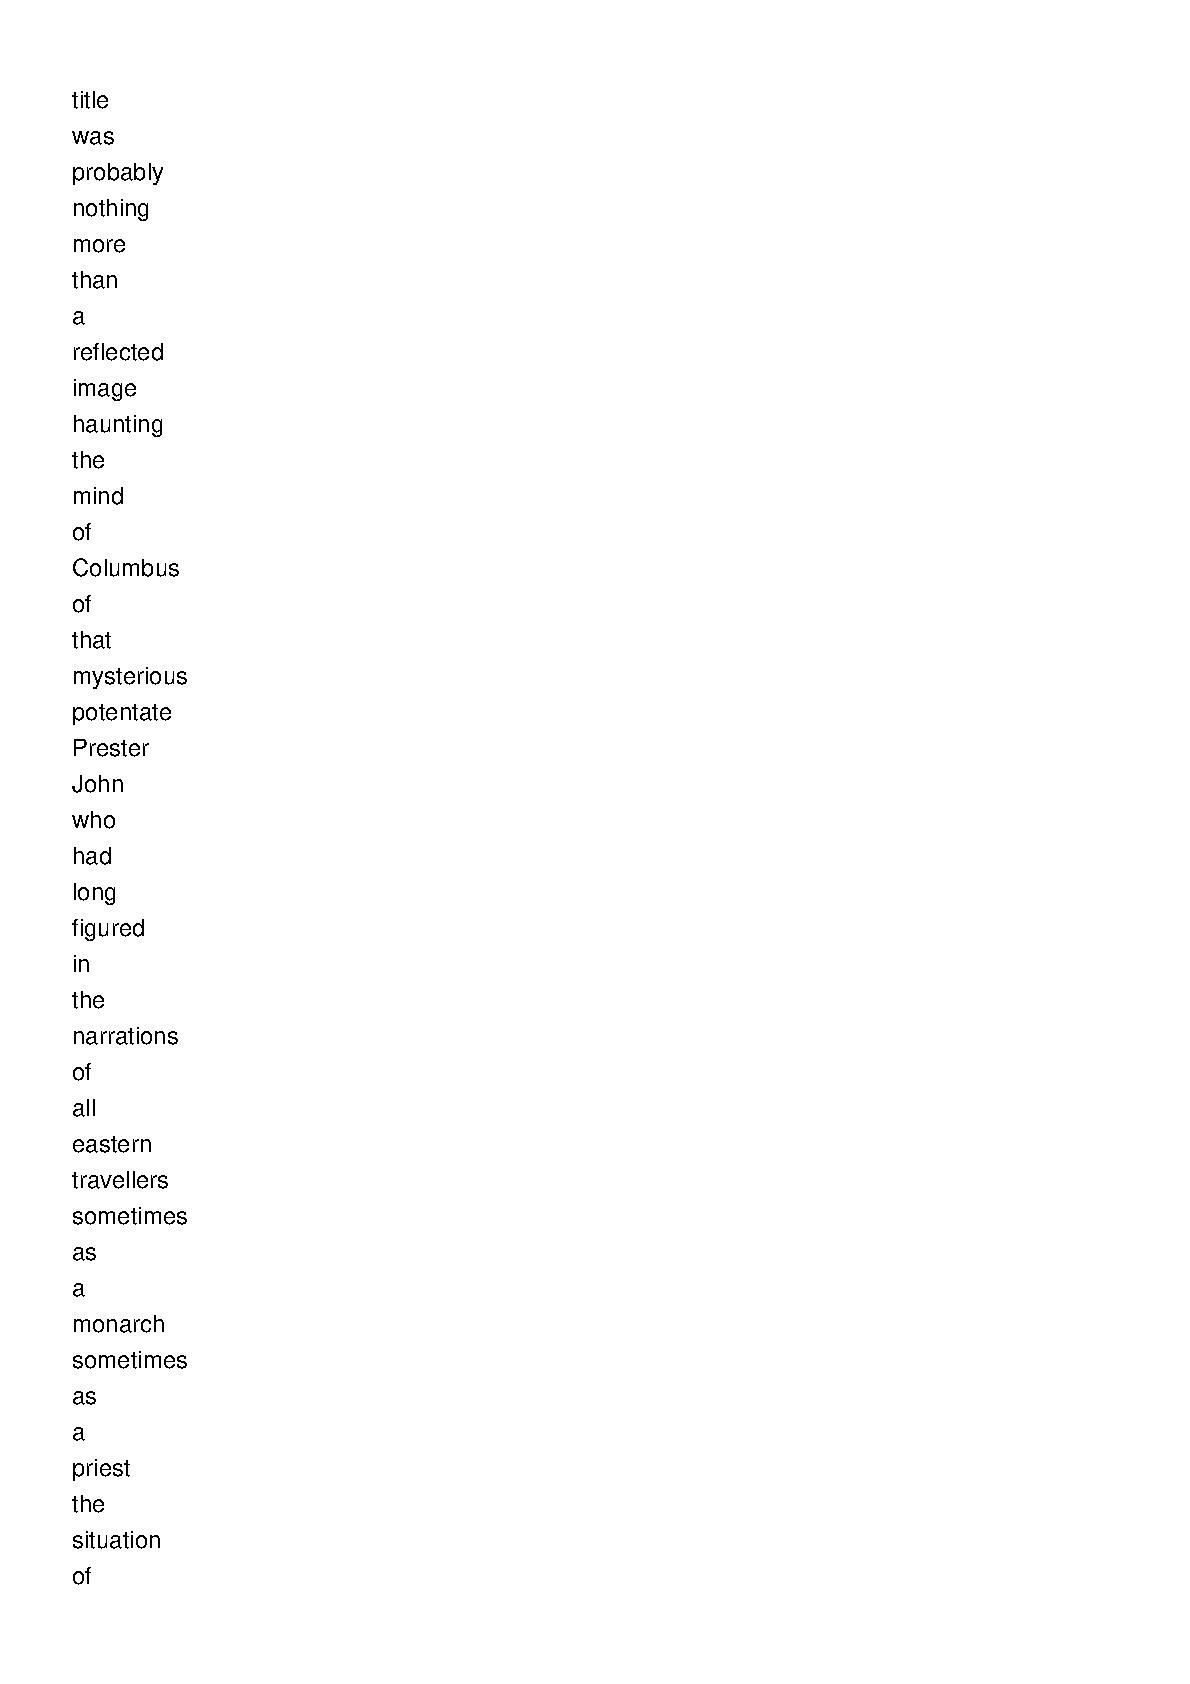 title
was
probably
nothing
more
than
a
reflected
image
haunting
the
mind
of
Columbus
of
that
mysterious
potentate
Prester
John
who
had
long
figured
in
the
narrations
of
all
eastern
travellers
sometimes
as
a
monarch
sometimes
as
a
priest
the
situation
of